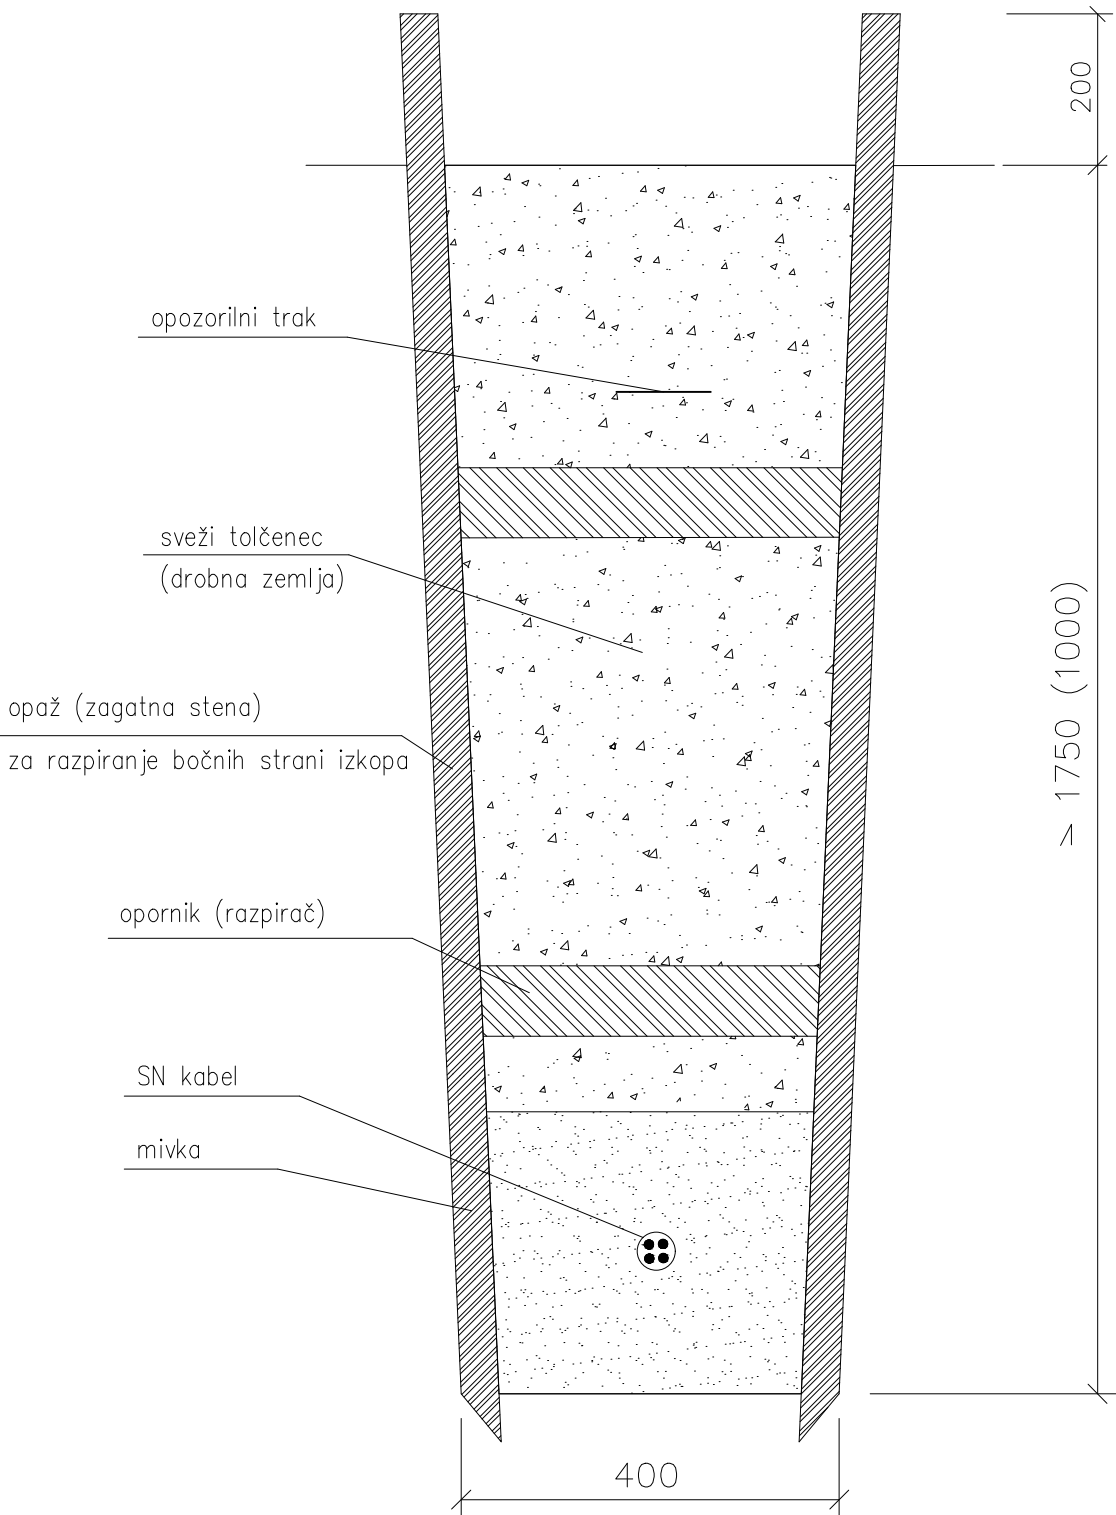 200
opozorilni trak
sveži tolčenec
(drobna zemlja)
> 1750 (1000)
opaž (zagatna stena)
za razpiranje bočnih strani izkopa
opornik (razpirač)
SN kabel
mivka
400